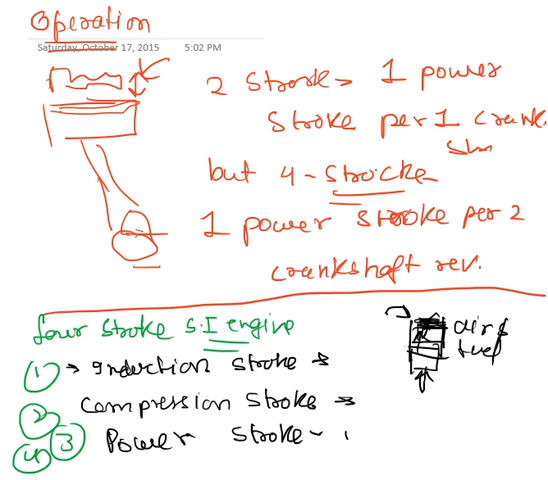 Operation
Saturday, October 17, 2015 5:02 PM
2 Stroke 1 power
stroke per 1 crank
but 4-stroicke
1 power stroke per 2
crankshaft rev.
four stroke S.I engine
air &
fuel
1 → Induction stroke →
2 Compression stroke →
3 Power stroke -
4